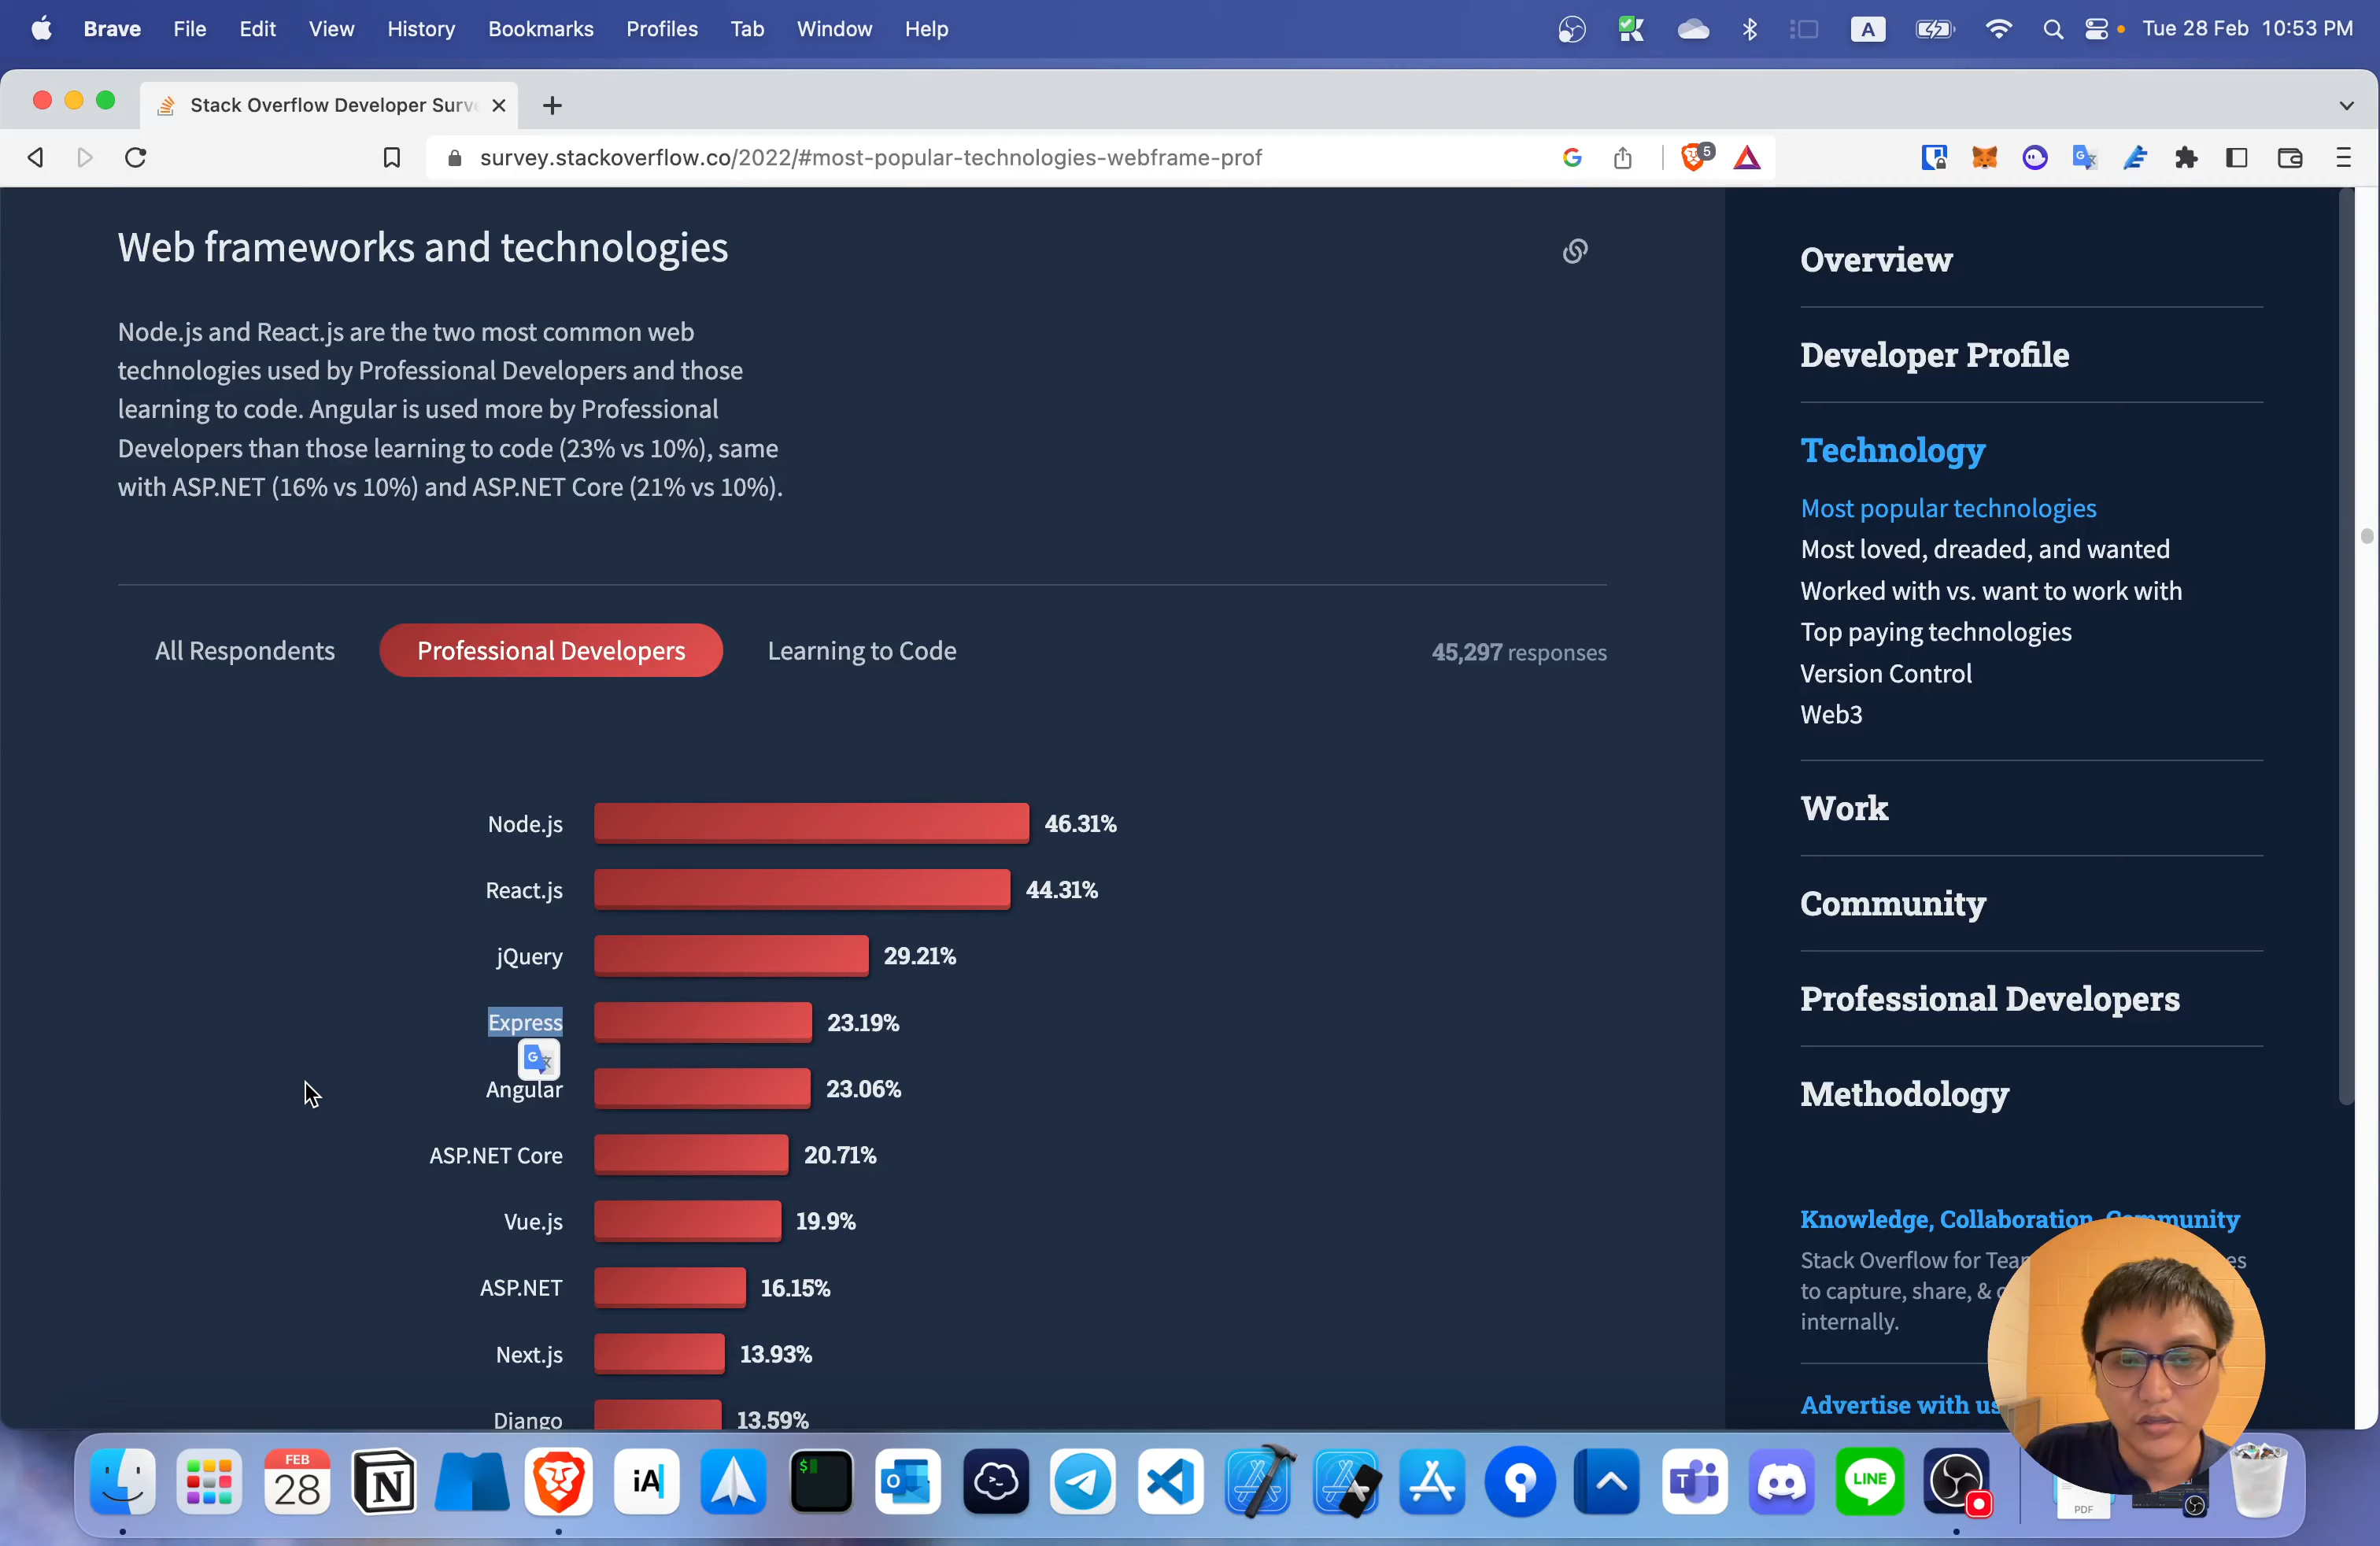 Brave File Edit View History Bookmarks Profiles Tab Window Help A Tue 28 Feb 10:53 PM
Stack Overflow Developer Surve
survey.stackoverflow.co/2022/#most-popular-technologies-webframe-prof
5
Web frameworks and technologies
Node.js and React.js are the two most common web
technologies used by Professional Developers and those
learning to code. Angular is used more by Professional
Developers than those learning to code (23% vs 10%), same
with ASP.NET (16% vs 10%) and ASP.NET Core (21% vs 10%).
All Respondents Professional Developers Learning to Code 45,297 responses
Node.js 46.31%
React.js 44.31%
jQuery 29.21%
Express 23.19%
Angular 23.06%
ASP.NET Core 20.71%
Vue.js 19.9%
ASP.NET 16.15%
Next.js 13.93%
Django 13.59%
Overview
Developer Profile
Technology
Most popular technologies
Most loved, dreaded, and wanted
Worked with vs. want to work with
Top paying technologies
Version Control
Web3
Work
Community
Professional Developers
Methodology
Knowledge, Collaboration, Community
Stack Overflow for
to capture, share, &
internally.
Advertise with us
FEB
28
iA
LINE
PDF